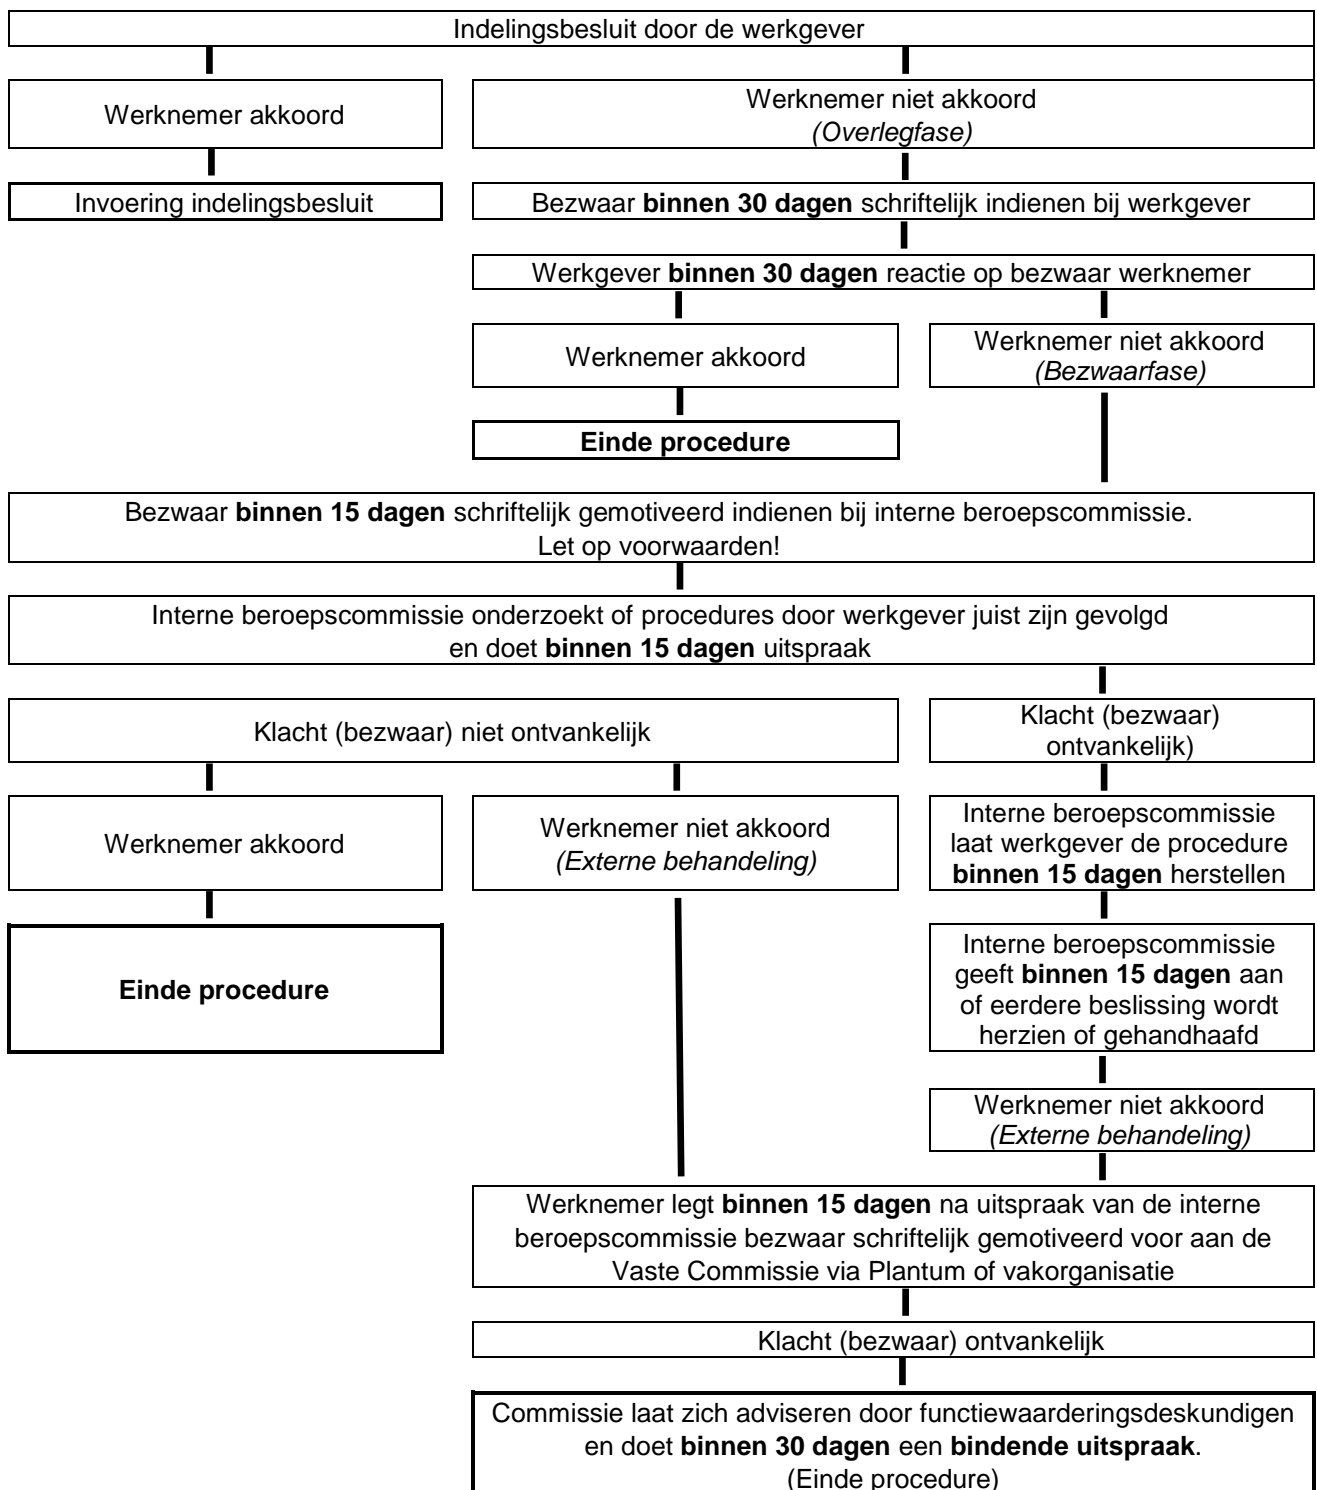 Indelingsbesluit door de werkgever
Werknemer akkoord
Werknemer niet akkoord
(Overlegfase)
Invoering indelingsbesluit
Bezwaar binnen 30 dagen schriftelijk indienen bij werkgever
Werkgever binnen 30 dagen reactie op bezwaar werknemer
Werknemer akkoord
Werknemer niet akkoord
(Bezwaarfase)
Einde procedure
Bezwaar binnen 15 dagen schriftelijk gemotiveerd indienen bij interne beroepscommissie.
Let op voorwaarden!
Interne beroepscommissie onderzoekt of procedures door werkgever juist zijn gevolgd
en doet binnen 15 dagen uitspraak
Klacht (bezwaar) niet ontvankelijk
Klacht (bezwaar)
ontvankelijk)
Werknemer akkoord
Werknemer niet akkoord
(Externe behandeling)
Interne beroepscommissie
laat werkgever de procedure
binnen 15 dagen herstellen
Einde procedure
Interne beroepscommissie
geeft binnen 15 dagen aan
of eerdere beslissing wordt
herzien of gehandhaafd
Werknemer niet akkoord
(Externe behandeling)
Werknemer legt binnen 15 dagen na uitspraak van de interne
beroepscommissie bezwaar schriftelijk gemotiveerd voor aan de
Vaste Commissie via Plantum of vakorganisatie
Klacht (bezwaar) ontvankelijk
Commissie laat zich adviseren door functiewaarderingsdeskundigen
en doet binnen 30 dagen een bindende uitspraak.
(Einde procedure)